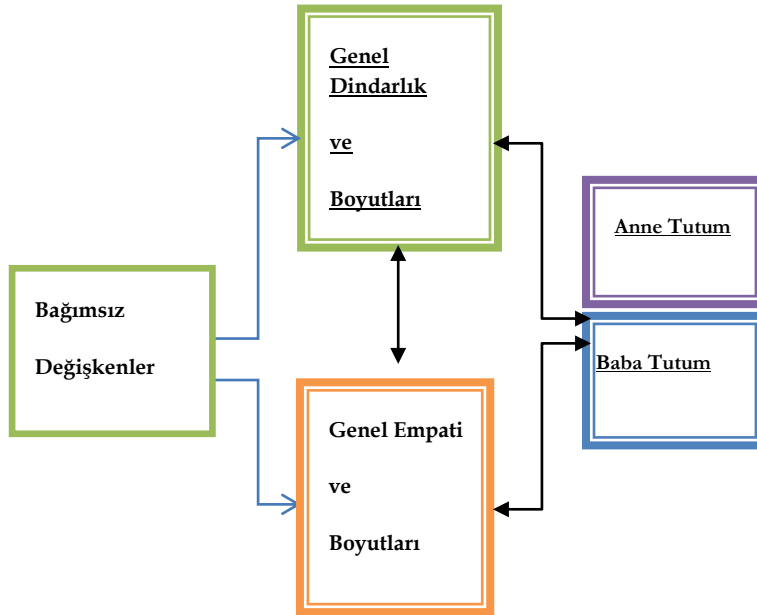 Genel
Dindarlık
ve
Boyutları
Anne Tutum
Bağımsız
Değişkenler
Baba Tutum
Genel Empati
ve
Boyutları